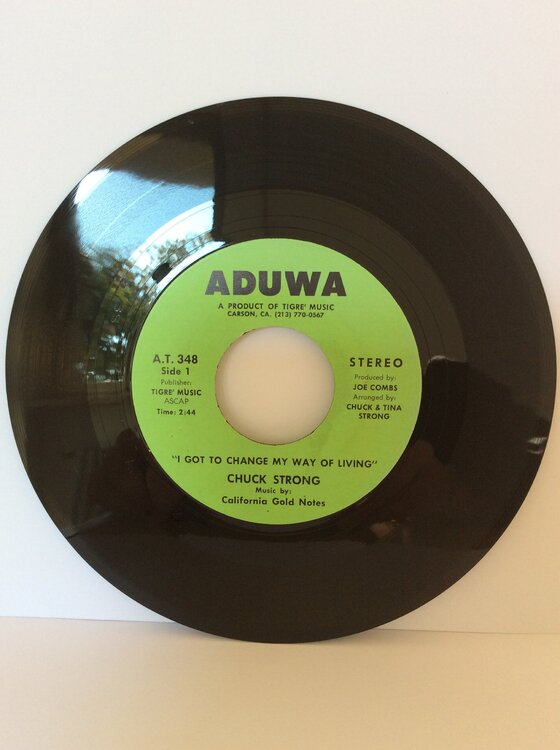 ADUWA
A PRODUCT OF TIGRE' MUSIC
CARSON, CA. (213) 770-0567
A.T. 348
Side 1
Publisher:
TIGRE' MUSIC
ASCAP
Time: 2:44
STEREO
Produced by:
JOE COMBS
Arranged by:
CHUCK & TINA
STRONG
"I GOT TO CHANGE MY WAY OF LIVING"
CHUCK STRONG
Music by:
California Gold Notes